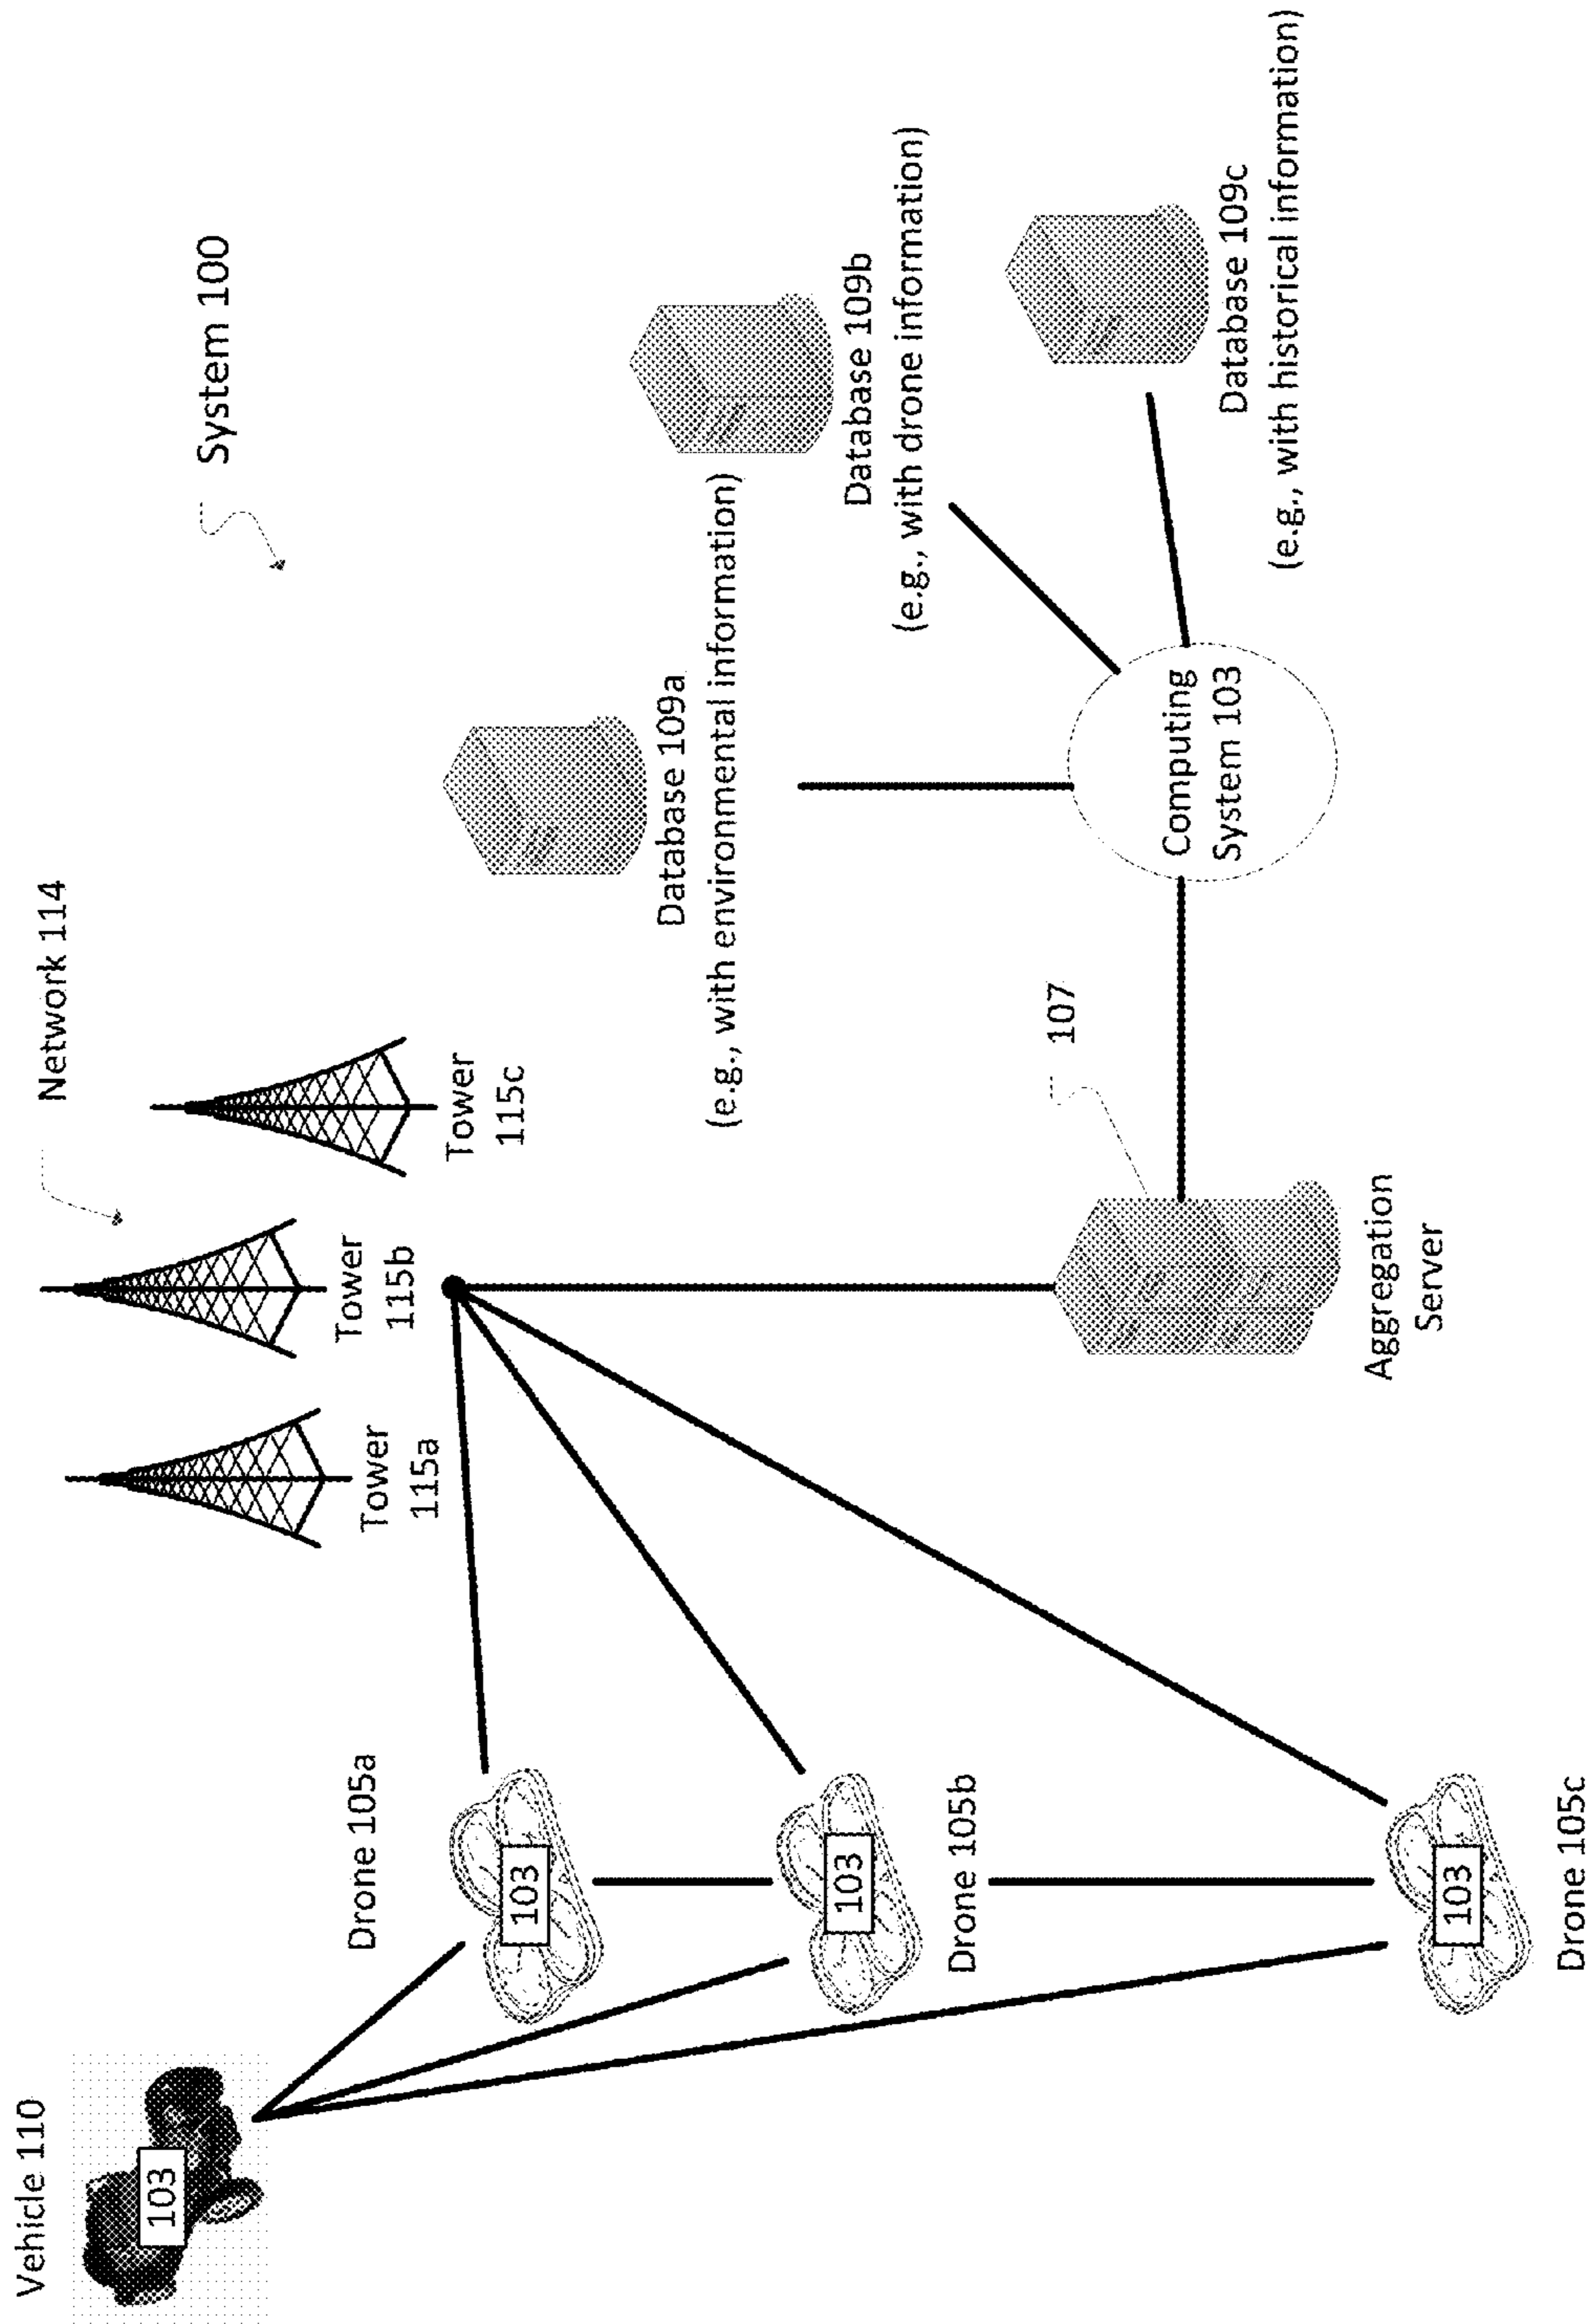 System 100
Network 114
Vehicle 110
103
Tower
115a
Tower
115b
Tower
115c
Drone 105a
103
103
Drone 105b
103
Drone 105c
Database 109a
(e.g., with environmental information)
Database 109b
(e.g., with drone information)
Database 109c
(e.g., with historical information)
107
Computing
System 103
Aggregation
Server